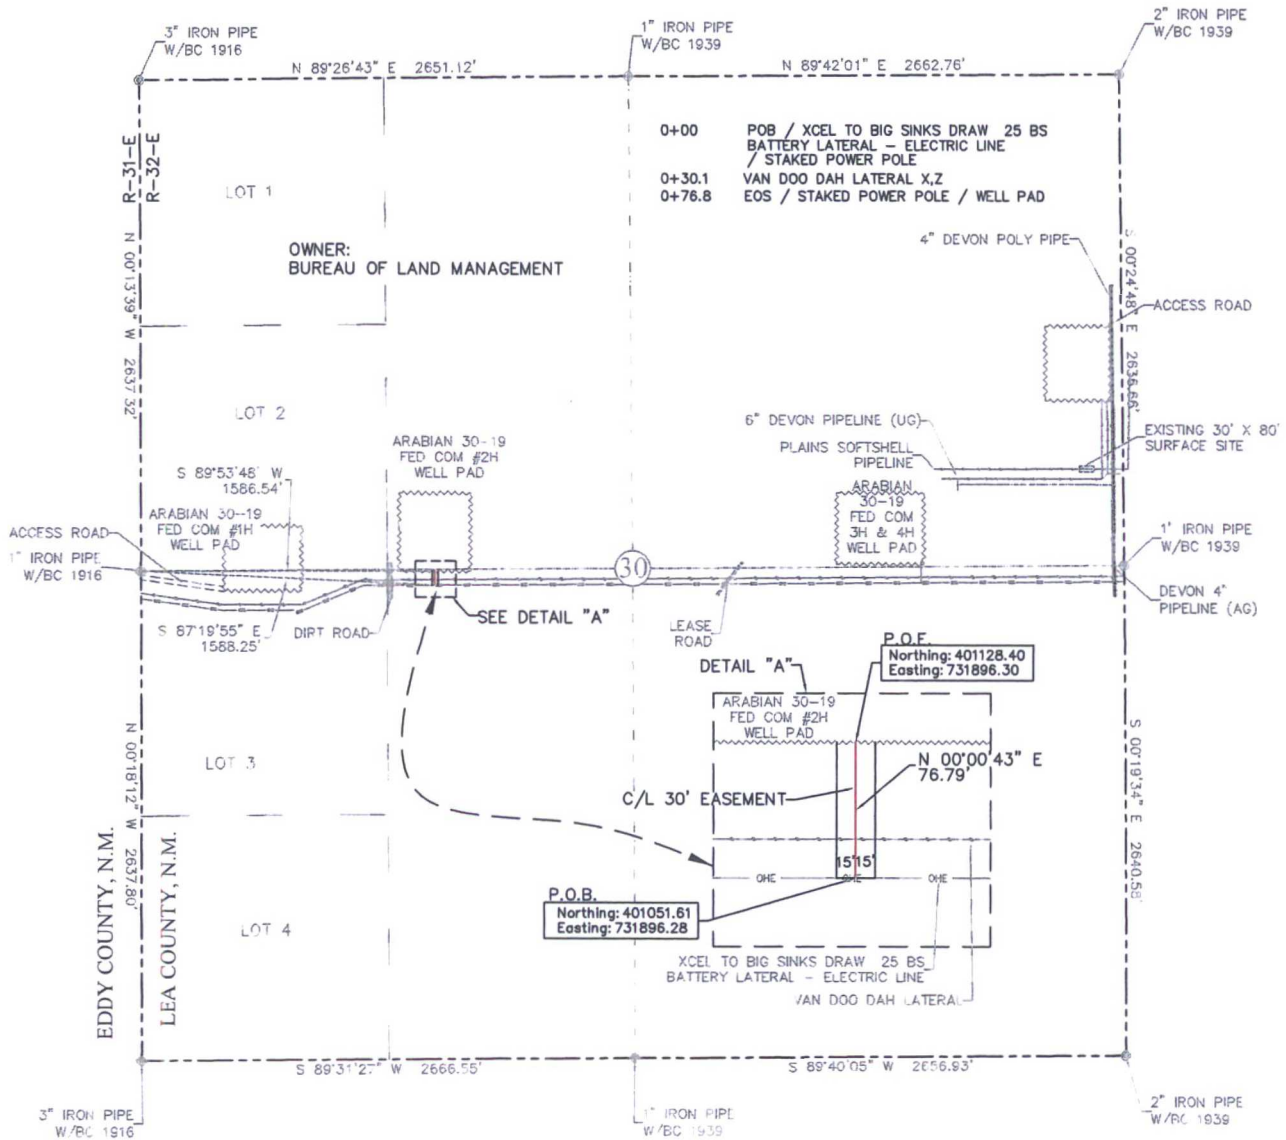 3" IRON PIPE
W/BC 1916
1" IRON PIPE
W/BC 1939
2" IRON PIPE
W/BC 1939
N 89°26'43" E 2651.12'
N 89°42'01" E 2662.76'
0+00 POB / XCEL TO BIG SINKS DRAW 25 BS
BATTERY LATERAL – ELECTRIC LINE
/ STAKED POWER POLE
0+30.1 VAN DOO DAH LATERAL X,Z
0+76.8 EOS / STAKED POWER POLE / WELL PAD
R-31-E
R-32-E
LOT 1
OWNER:
BUREAU OF LAND MANAGEMENT
N 00°13'39" W 2637.32'
4" DEVON POLY PIPE
S 00°24'48" E 2636.66'
ACCESS ROAD
LOT 2
6" DEVON PIPELINE (UG)
PLAINS SOFTSHELL
PIPELINE
EXISTING 30' X 80'
SURFACE SITE
ARABIAN 30-19
FED COM #2H
WELL PAD
S 89°53'48" W
1586.54'
ARABIAN 30-19
FED COM #1H
WELL PAD
ACCESS ROAD
1" IRON PIPE
W/BC 1916
ARABIAN
30-19
FED COM
3H & 4H
WELL PAD
1' IRON PIPE
W/BC 1939
30
DEVON 4"
PIPELINE (AG)
S 87°19'55" E
1588.25'
DIRT ROAD
SEE DETAIL "A"
LEASE
ROAD
P.O.E.
Northing: 401128.40
Easting: 731896.30
DETAIL "A"
ARABIAN 30-19
FED COM #2H
WELL PAD
N 00°00'43" E
76.79'
C/L 30' EASEMENT
15'15'
OHE
OHE
OHE
P.O.B.
Northing: 401051.61
Easting: 731896.28
XCEL TO BIG SINKS DRAW 25 BS
BATTERY LATERAL – ELECTRIC LINE
VAN DOO DAH LATERAL
LOT 3
N 00°18'12" W 2637.80'
S 00°19'34" E 2640.58'
LOT 4
EDDY COUNTY, N.M.
LEA COUNTY, N.M.
S 89°31'27" W 2666.55'
S 89°40'05" W 2656.93'
3" IRON PIPE
W/BC 1916
1" IRON PIPE
W/BC 1939
2" IRON PIPE
W/BC 1939